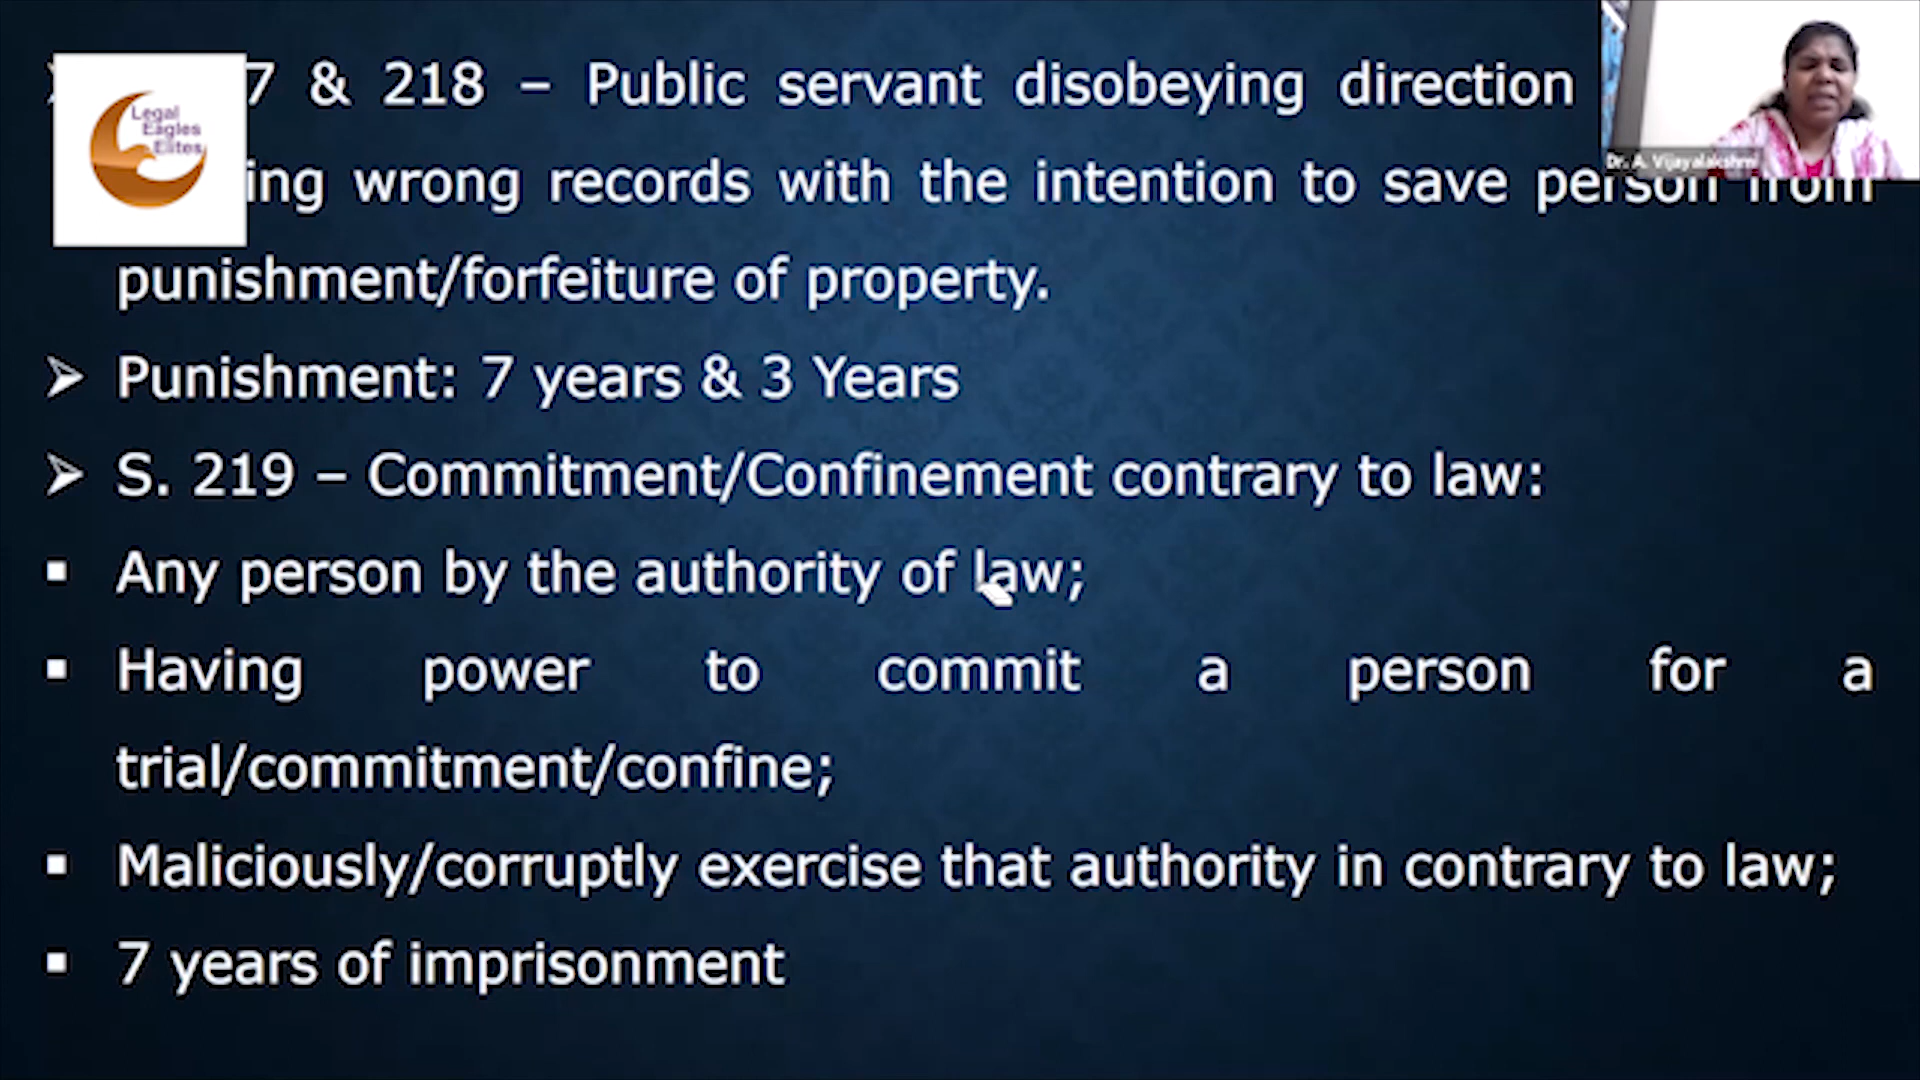 7 & 218 – Public servant disobeying direction
ing wrong records with the intention to save person from
punishment/forfeiture of property.
➢ Punishment: 7 years & 3 Years
➢ S. 219 – Commitment/Confinement contrary to law:
▪ Any person by the authority of law;
▪ Having power to commit a person for a
trial/commitment/confine;
▪ Maliciously/corruptly exercise that authority in contrary to law;
▪ 7 years of imprisonment
Legal
Eagles
Elites
Dr. A. Vijayalakshmi